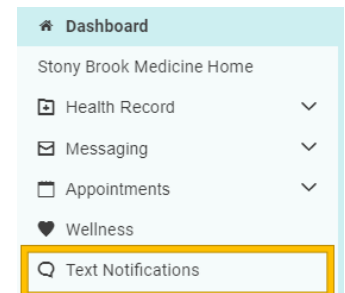 Dashboard
Stony Brook Medicine Home
Health Record
Messaging
Appointments
Wellness
Text Notifications